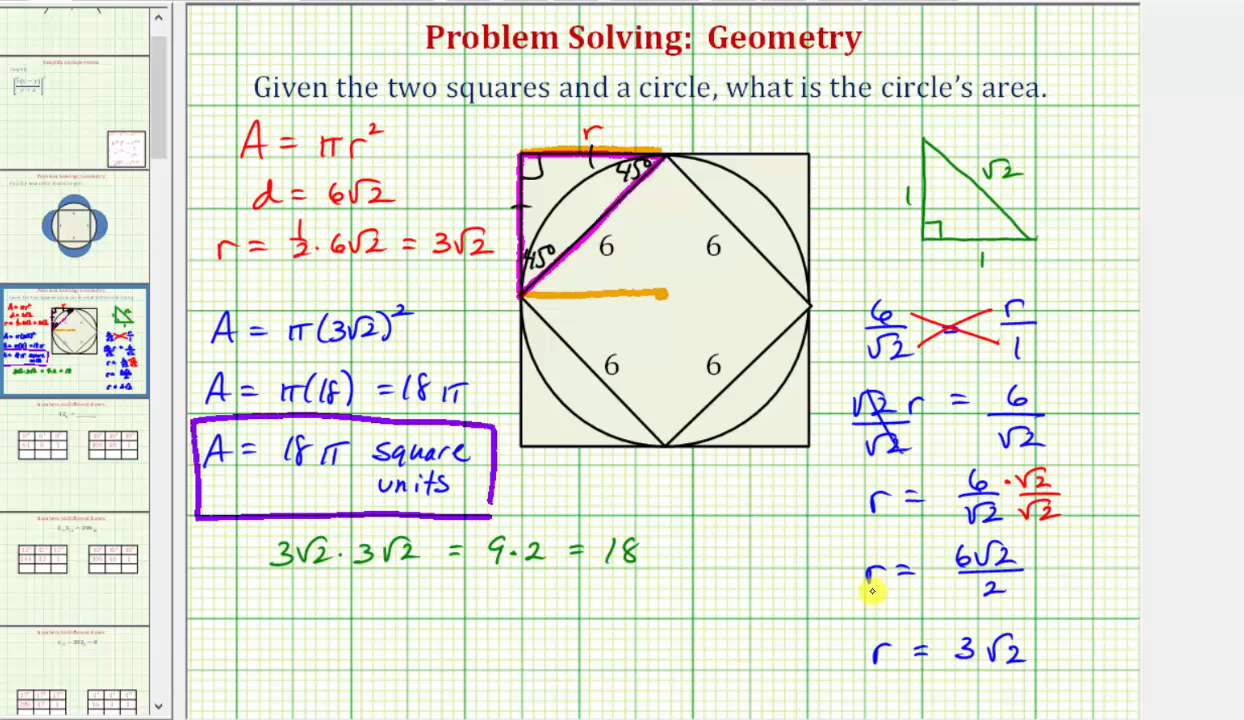 Problem Solving: Geometry
Given the two squares and a circle, what is the circle's area.
A = πr²
d = 6√2
r = 1/2 · 6√2 = 3√2
A = π(3√2)²
A = π(18) = 18π
A = 18π square
units
3√2 · 3√2 = 9 · 2 = 18
r
45°
45°
6 6
6 6
√2
1
1
6/√2 = r/1
√2 r/√2 = 6/√2
r = 6/√2 · √2/√2
r = 6√2/2
r = 3√2